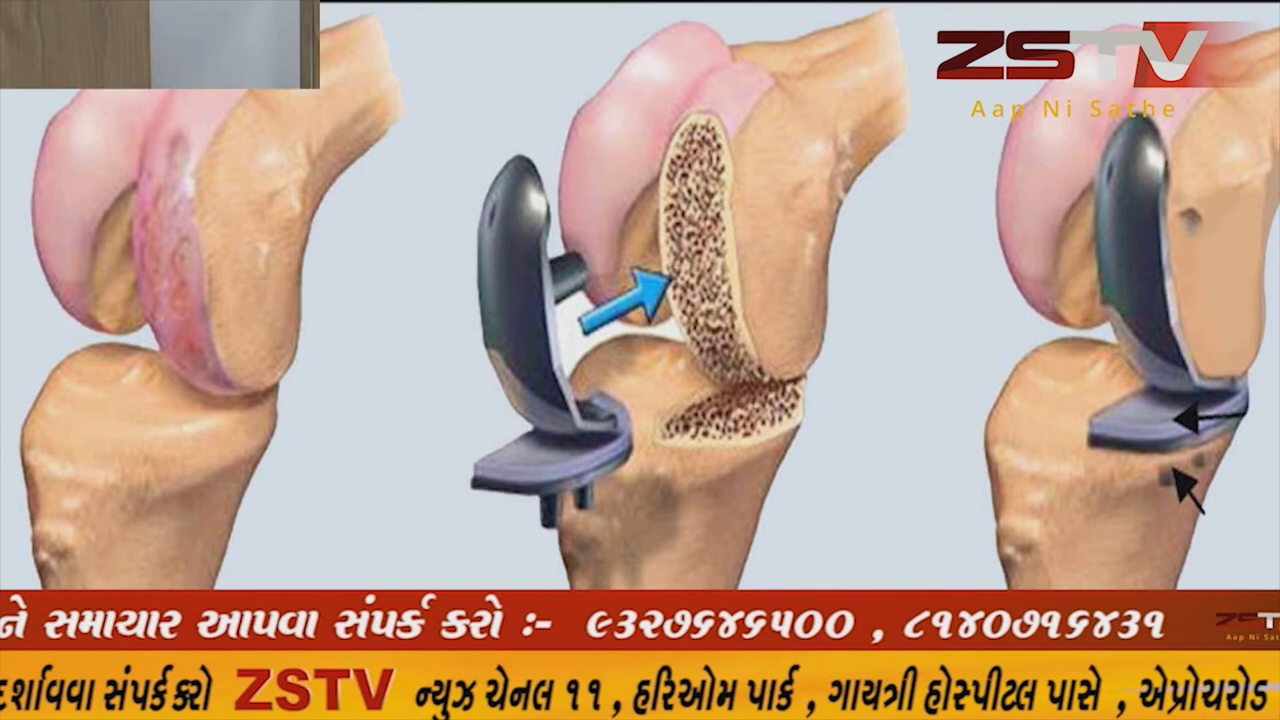 ZSTV
Aap Ni Sathe
ને સમાચાર આપવા સંપર્ક કરો :- ૯૩૨૭૬૪૬૫૦૦ , ૮૧૪૦૭૧૬૪૩૧
દર્શાવવા સંપર્ક કરો ZSTV ન્યુઝ ચેનલ ૧૧ , હરિઓમ પાર્ક , ગાયત્રી હોસ્પીટલ પાસે , એપ્રોચરોડ